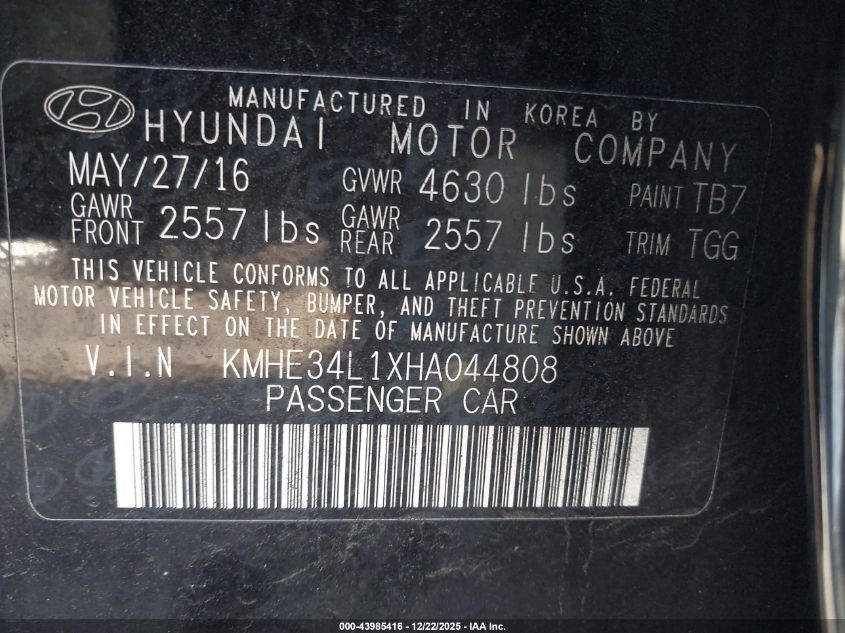 MANUFACTURED IN KOREA BY
HYUNDAI MOTOR COMPANY
MAY/27/16 GVWR 4630 lbs PAINT TB7
GAWR FRONT 2557 lbs GAWR REAR 2557 lbs TRIM TGG
THIS VEHICLE CONFORMS TO ALL APPLICABLE U.S.A. FEDERAL
MOTOR VEHICLE SAFETY, BUMPER, AND THEFT PREVENTION STANDARDS
IN EFFECT ON THE DATE OF MANUFACTURE SHOWN ABOVE
V.I.N KMHE34L1XHA044808
PASSENGER CAR
000-43985416 - 12/22/2025 - IAA Inc.